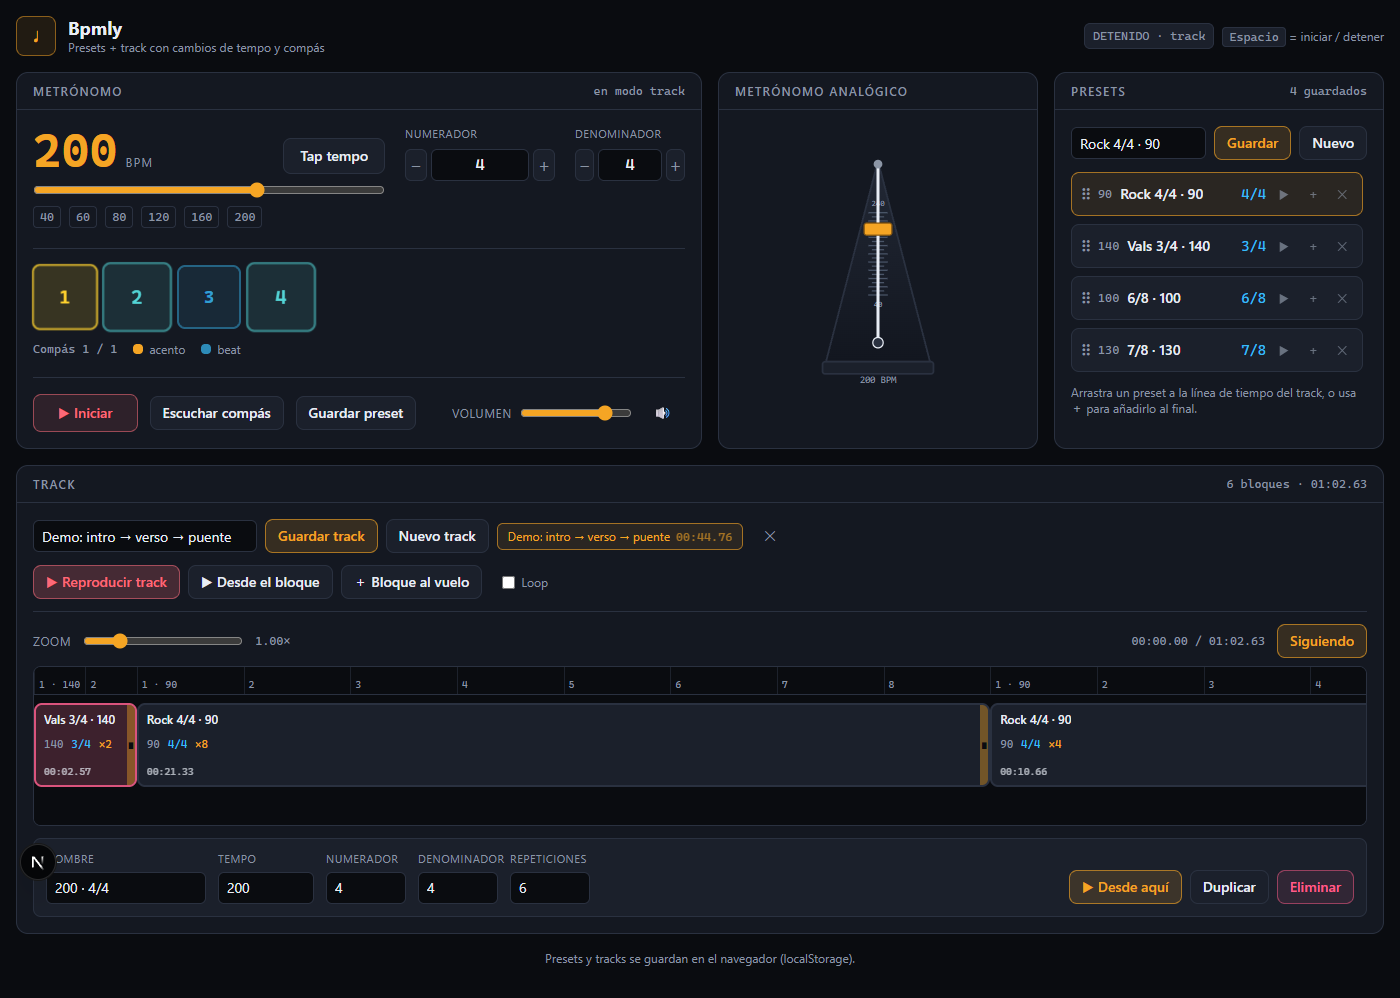 Bpmly
Presets + track con cambios de tempo y compás
DETENIDO · track
Espacio = iniciar / detener
METRÓNOMO
en modo track
200 BPM
Tap tempo
NUMERADOR
− 4 +
DENOMINADOR
− 4 +
40 60 80 120 160 200
1 2 3 4
Compás 1 / 1 acento beat
▶ Iniciar
Escuchar compás
Guardar preset
VOLUMEN
METRÓNOMO ANALÓGICO
200 BPM
PRESETS
4 guardados
Rock 4/4 · 90
Guardar
Nuevo
90 Rock 4/4 · 90 4/4 ▶ + ×
140 Vals 3/4 · 140 3/4 ▶ + ×
100 6/8 · 100 6/8 ▶ + ×
130 7/8 · 130 7/8 ▶ + ×
Arrastra un preset a la línea de tiempo del track, o usa
+ para añadirlo al final.
TRACK
6 bloques · 01:02.63
Demo: intro → verso → puente
Guardar track
Nuevo track
Demo: intro → verso → puente 00:44.76
×
▶ Reproducir track
▶ Desde el bloque
+ Bloque al vuelo
Loop
ZOOM
1.00×
00:00.00 / 01:02.63
Siguiendo
1 · 140 2 1 · 90 2 3 4 5 6 7 8 1 · 90 2 3 4
Vals 3/4 · 140
140 3/4 ×2
00:02.57
Rock 4/4 · 90
90 4/4 ×8
00:21.33
Rock 4/4 · 90
90 4/4 ×4
00:10.66
N
OMBRE
200 · 4/4
TEMPO
200
NUMERADOR
4
DENOMINADOR
4
REPETICIONES
6
▶ Desde aquí
Duplicar
Eliminar
Presets y tracks se guardan en el navegador (localStorage).